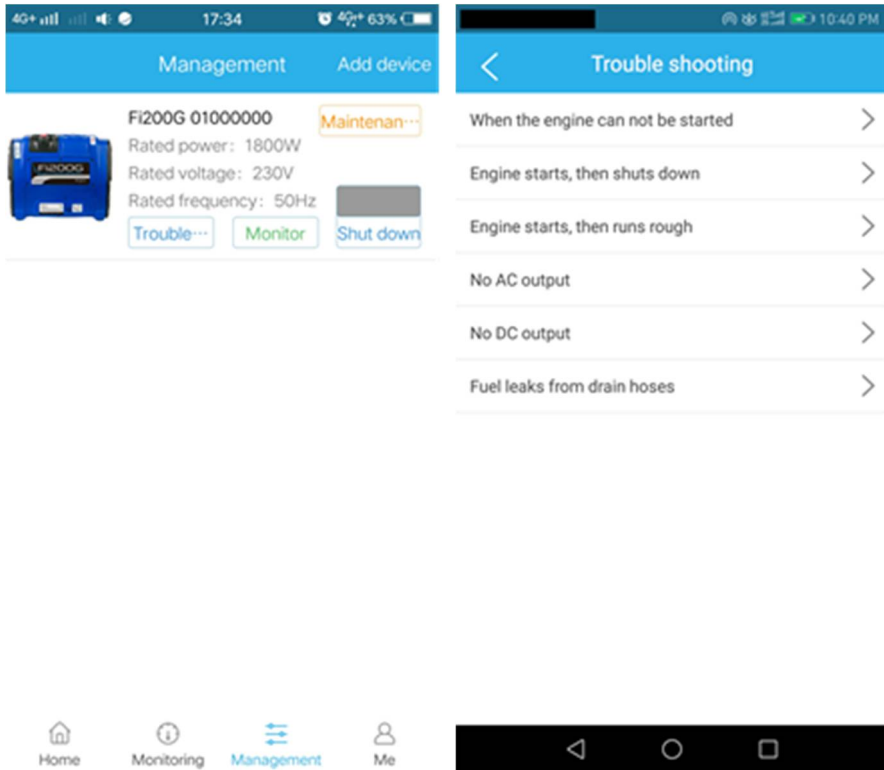 4G+ 17:34 4G+ 63%
Management Add device
Fi200G 01000000
Maintenan···
Rated power: 1800W
Rated voltage: 230V
Rated frequency: 50Hz
Trouble··· Monitor Shut down
Fi200G
Home Monitoring Management Me
10:40 PM
Trouble shooting
When the engine can not be started
Engine starts, then shuts down
Engine starts, then runs rough
No AC output
No DC output
Fuel leaks from drain hoses